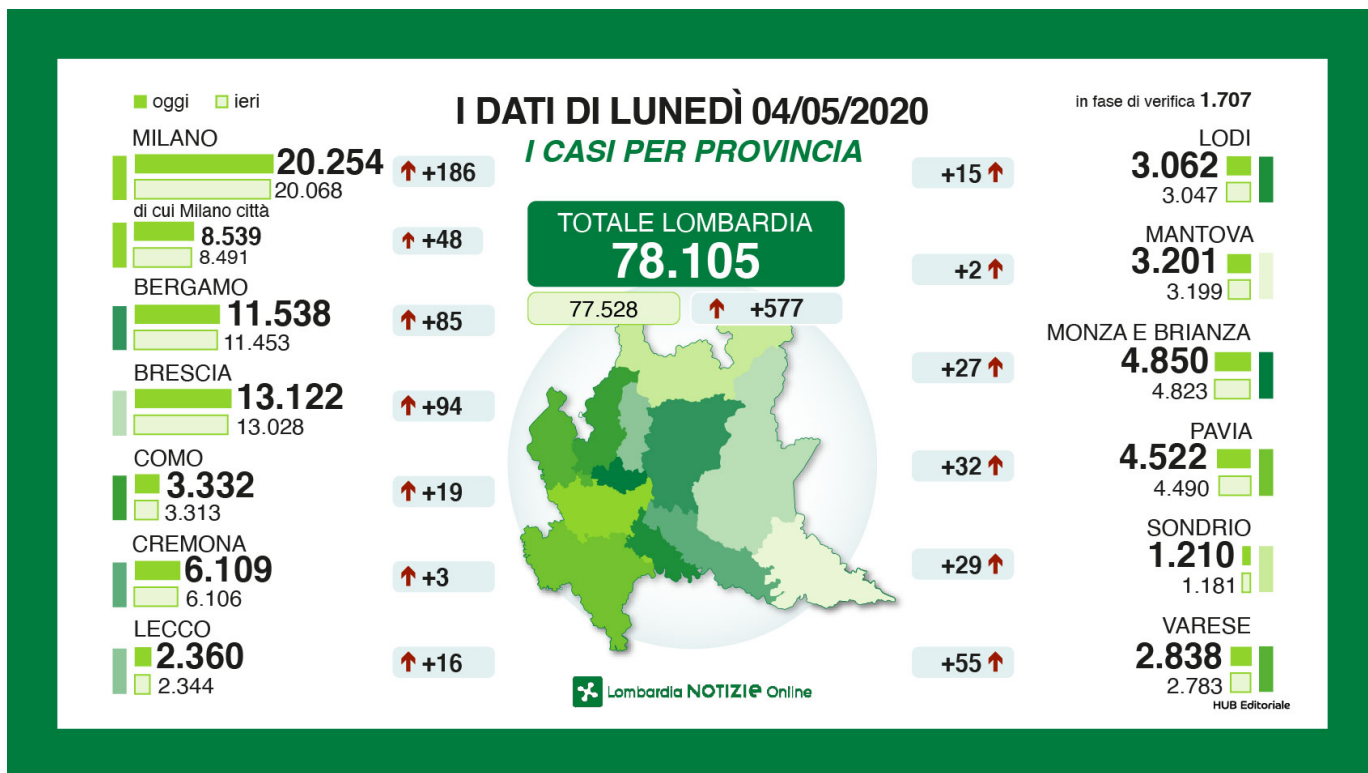 oggi ieri
I DATI DI LUNEDÌ 04/05/2020
I CASI PER PROVINCIA
in fase di verifica 1.707
MILANO
20.254
20.068
+186
di cui Milano città
8.539
8.491
+48
BERGAMO
11.538
11.453
+85
BRESCIA
13.122
13.028
+94
COMO
3.332
3.313
+19
CREMONA
6.109
6.106
+3
LECCO
2.360
2.344
+16
TOTALE LOMBARDIA
78.105
77.528
+577
LODI
3.062
3.047
+15
MANTOVA
3.201
3.199
+2
MONZA E BRIANZA
4.850
4.823
+27
PAVIA
4.522
4.490
+32
SONDRIO
1.210
1.181
+29
VARESE
2.838
2.783
+55
Lombardia NOTIZIE Online
HUB Editoriale